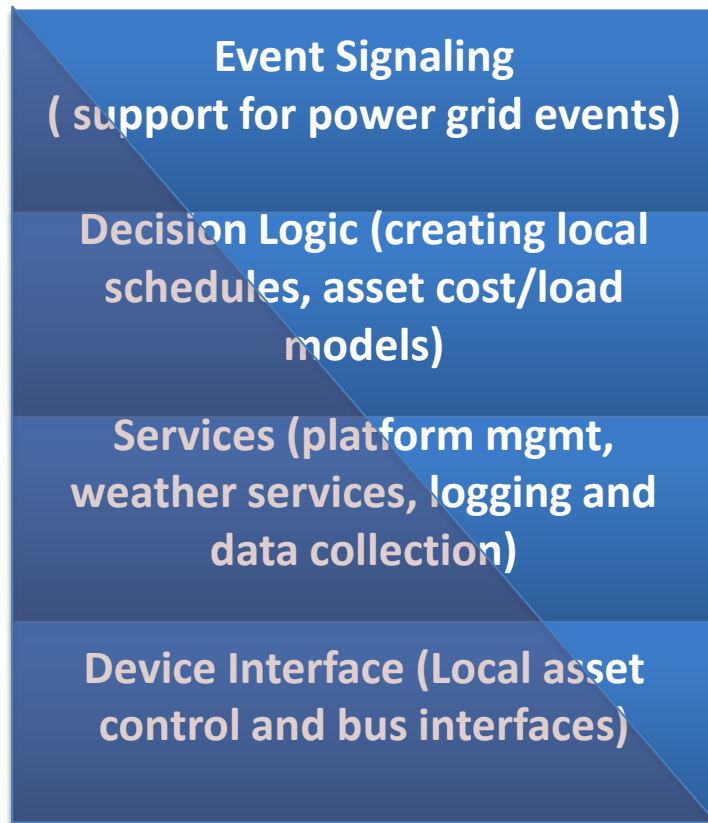 Event Signaling
( support for power grid events)
Decision Logic (creating local
schedules, asset cost/load
models)
Services (platform mgmt,
weather services, logging and
data collection)
Device Interface (Local asset
control and bus interfaces)